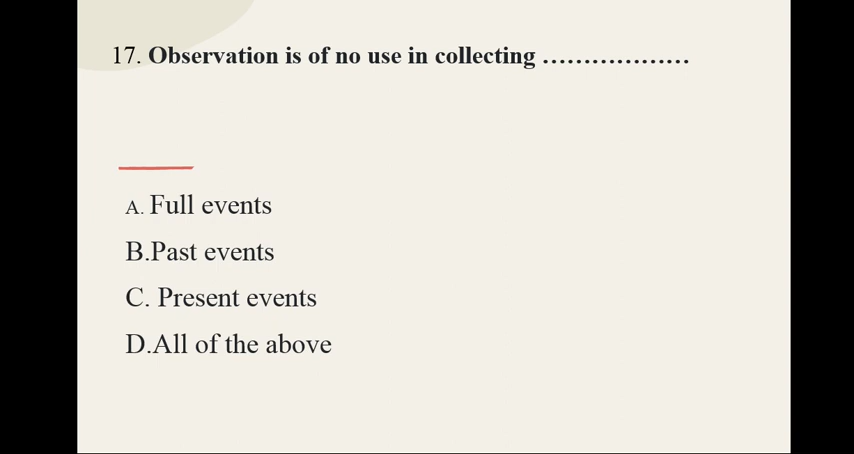 17. Observation is of no use in collecting ………………
A. Full events
B.Past events
C. Present events
D.All of the above